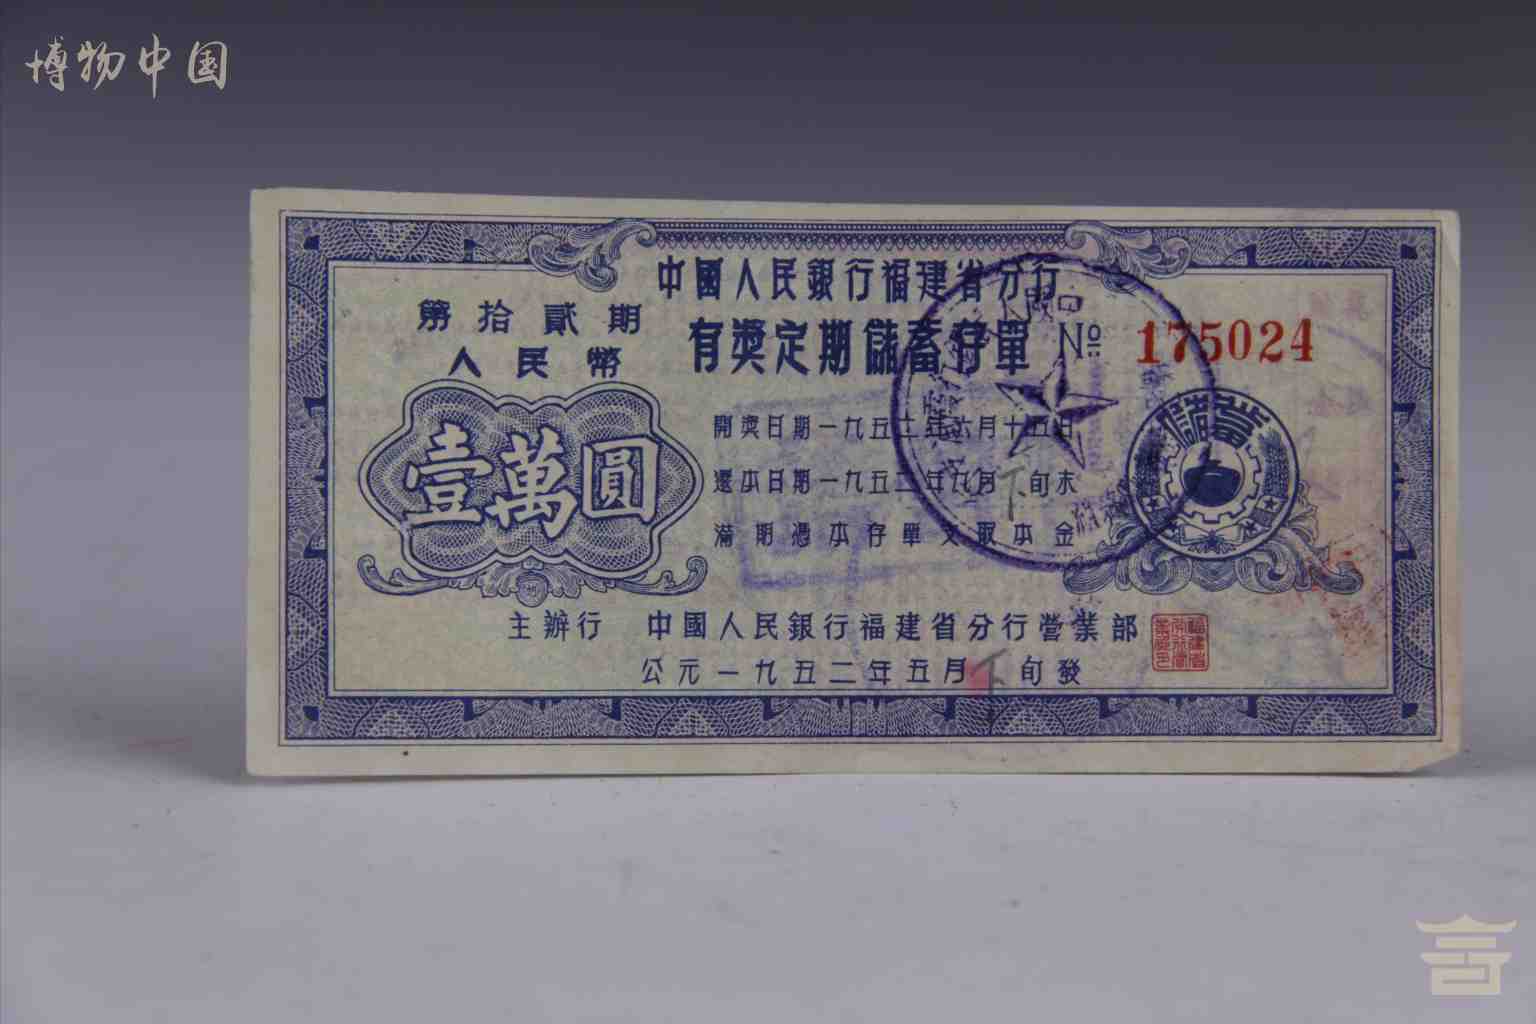 博物中国
中國人民銀行福建省分行
第拾貳期
有奬定期儲蓄存單 № 175024
人民幣
壹萬圓
開奬日期一九五二年六月十五日
還本日期一九五二年九月下旬末
滿期憑本存單支取本金
儲蓄
主辦行 中國人民銀行福建省分行營業部
公元一九五二年五月下旬發